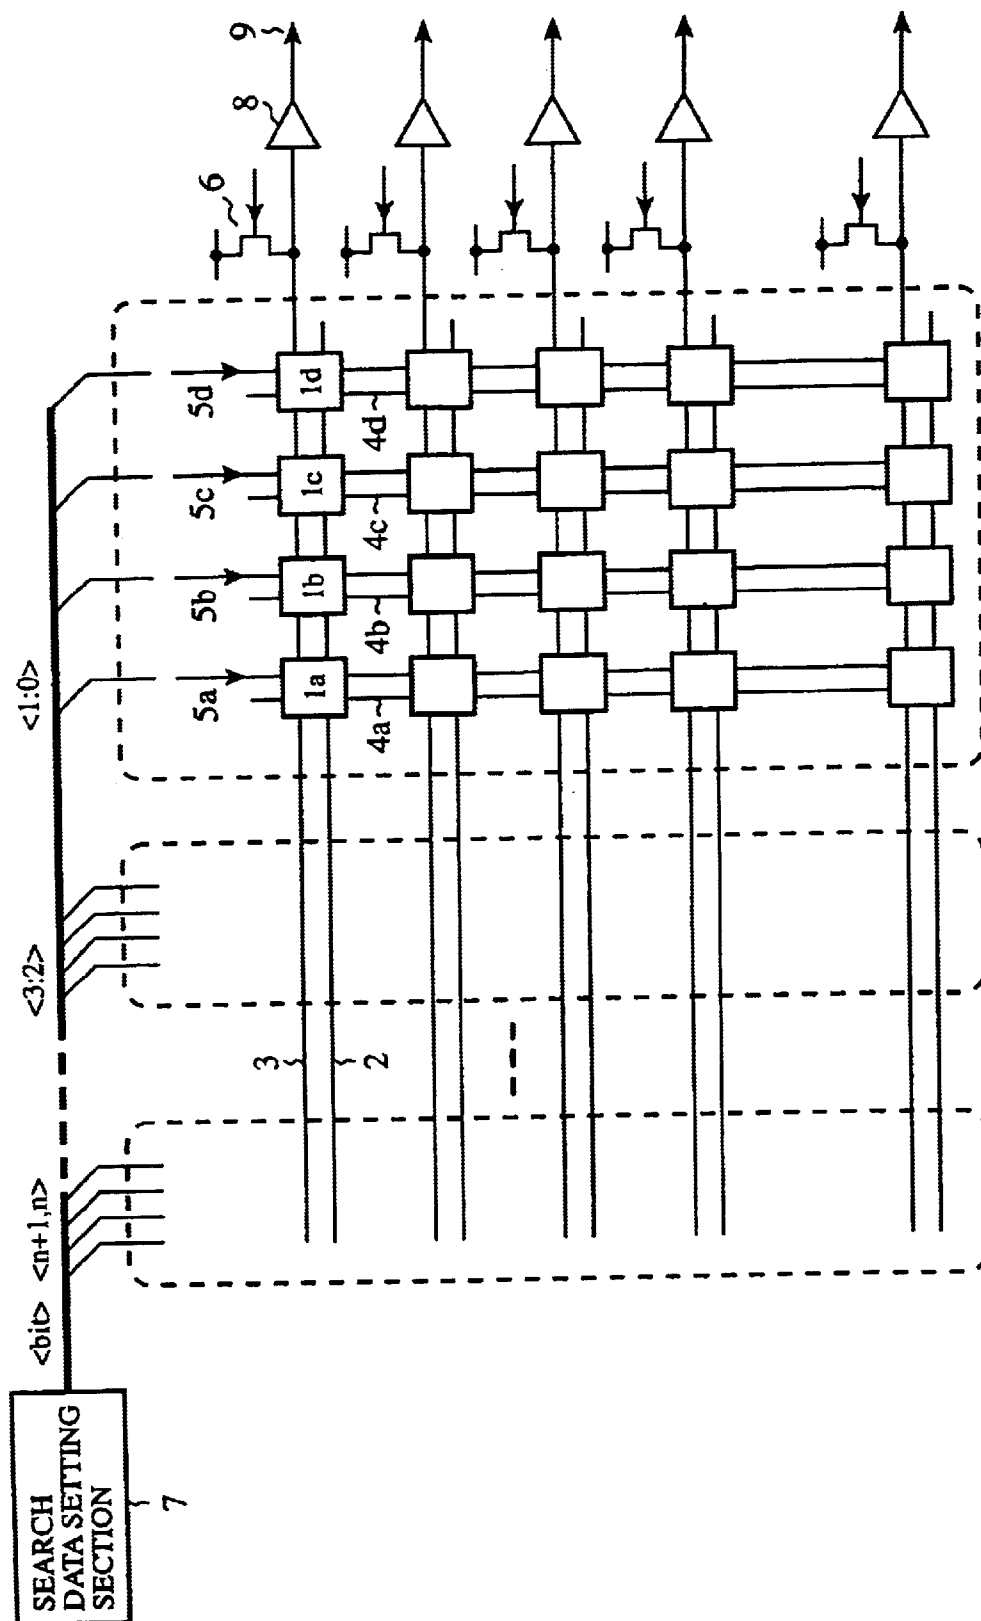 SEARCH
DATA SETTING
SECTION
7
<bit> <n+1,n>
<3:2>
<1:0>
5a
5b
5c
5d
6
8
9
3
2
1a
1b
1c
1d
4a
4b
4c
4d